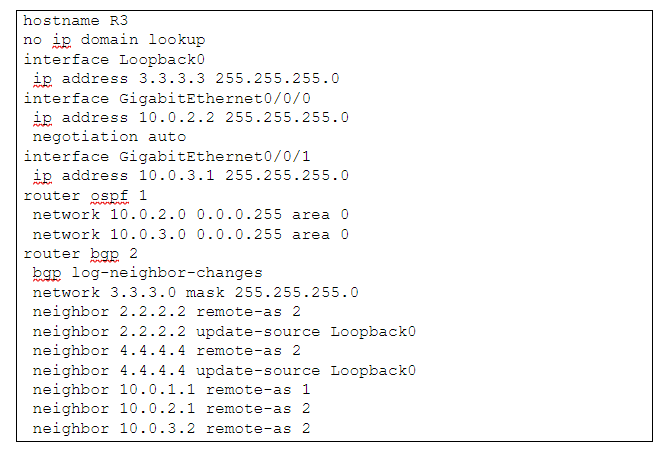 hostname R3
no ip domain lookup
interface Loopback0
ip address 3.3.3.3 255.255.255.0
interface GigabitEthernet0/0/0
ip address 10.0.2.2 255.255.255.0
negotiation auto
interface GigabitEthernet0/0/1
ip address 10.0.3.1 255.255.255.0
router ospf 1
network 10.0.2.0 0.0.0.255 area 0
network 10.0.3.0 0.0.0.255 area 0
router bgp 2
bgp log-neighbor-changes
network 3.3.3.0 mask 255.255.255.0
neighbor 2.2.2.2 remote-as 2
neighbor 2.2.2.2 update-source Loopback0
neighbor 4.4.4.4 remote-as 2
neighbor 4.4.4.4 update-source Loopback0
neighbor 10.0.1.1 remote-as 1
neighbor 10.0.2.1 remote-as 2
neighbor 10.0.3.2 remote-as 2